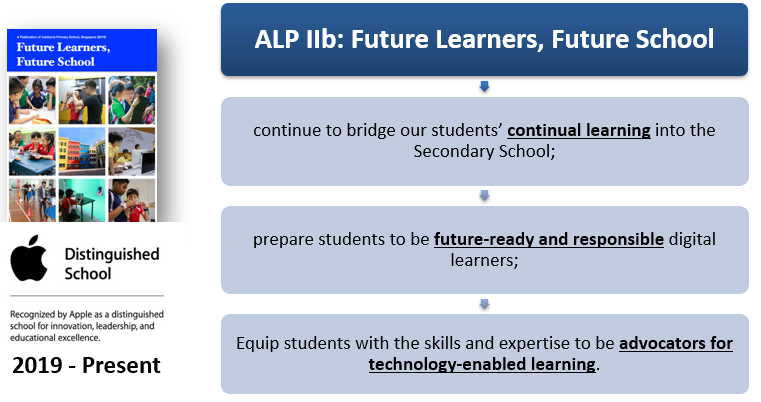 A Publication of Canberra Primary School, Singapore (2019)
Future Learners,
Future School
Distinguished
School
Recognized by Apple as a distinguished
school for innovation, leadership, and
educational excellence.
2019 - Present
ALP IIb: Future Learners, Future School
continue to bridge our students’ continual learning into the
Secondary School;
prepare students to be future-ready and responsible digital
learners;
Equip students with the skills and expertise to be advocators for
technology-enabled learning.